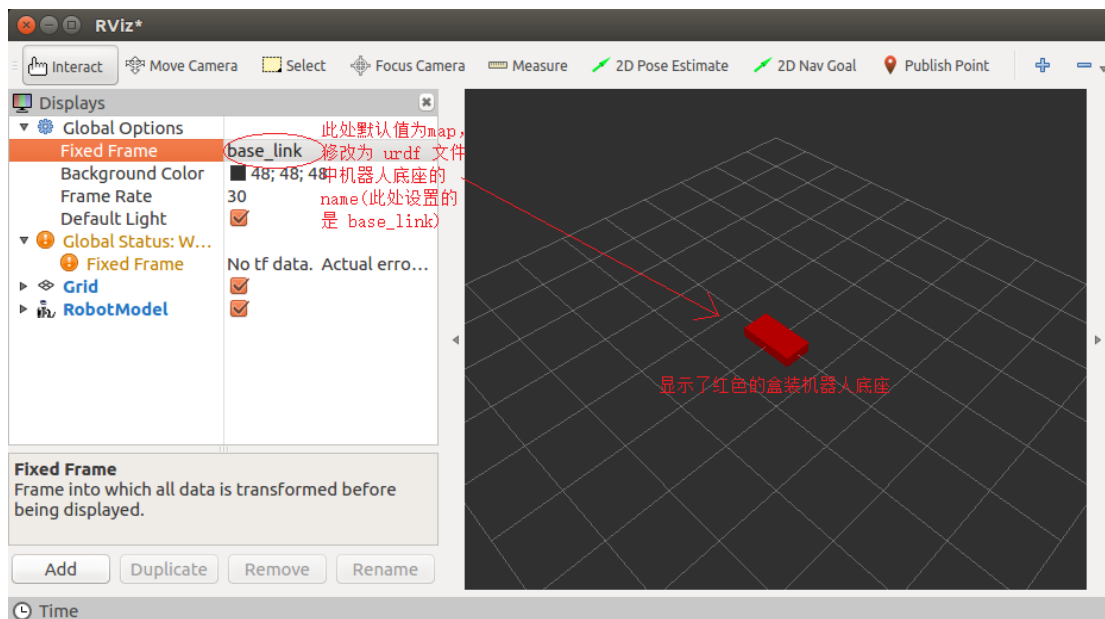 RViz*
Interact Move Camera Select Focus Camera Measure 2D Pose Estimate 2D Nav Goal Publish Point
Displays
Global Options
Fixed Frame base_link
Background Color 48; 48; 48
Frame Rate 30
Default Light
Global Status: W...
Fixed Frame No tf data. Actual erro...
Grid
RobotModel
此处默认值为map，
修改为 urdf 文件
中机器人底座的
name(此处设置的
是 base_link)
显示了红色的盒装机器人底座
Fixed Frame
Frame into which all data is transformed before
being displayed.
Add Duplicate Remove Rename
Time